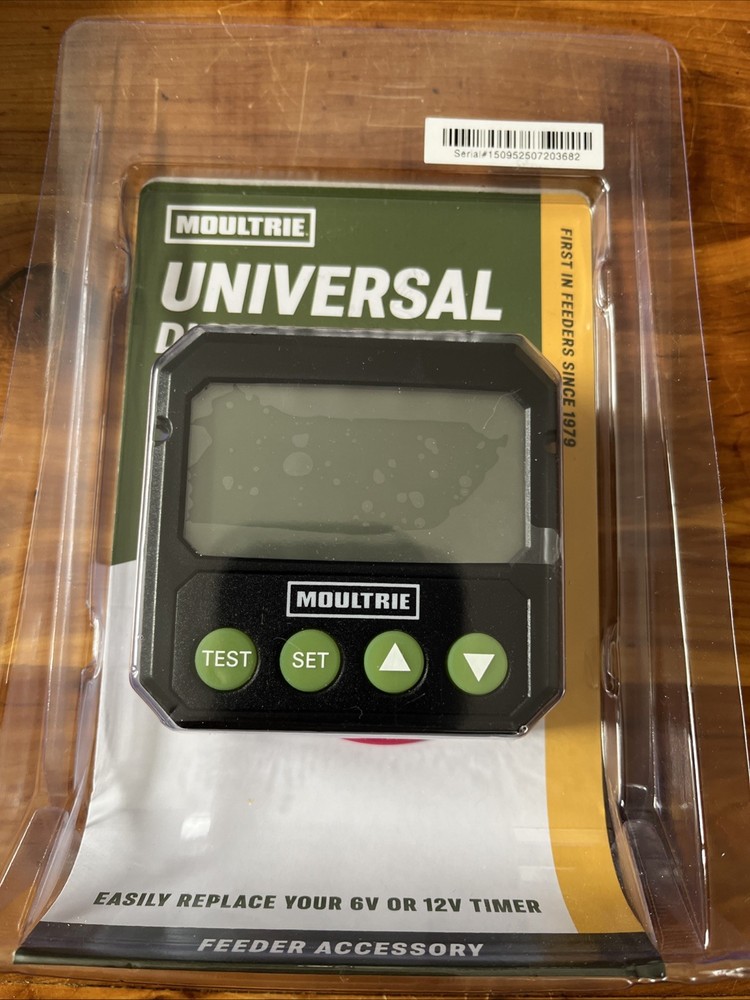 Serial#150952507203682
MOULTRIE
UNIVERSAL
FIRST IN FEEDERS SINCE 1979
MOULTRIE
TEST
SET
EASILY REPLACE YOUR 6V OR 12V TIMER
FEEDER ACCESSORY